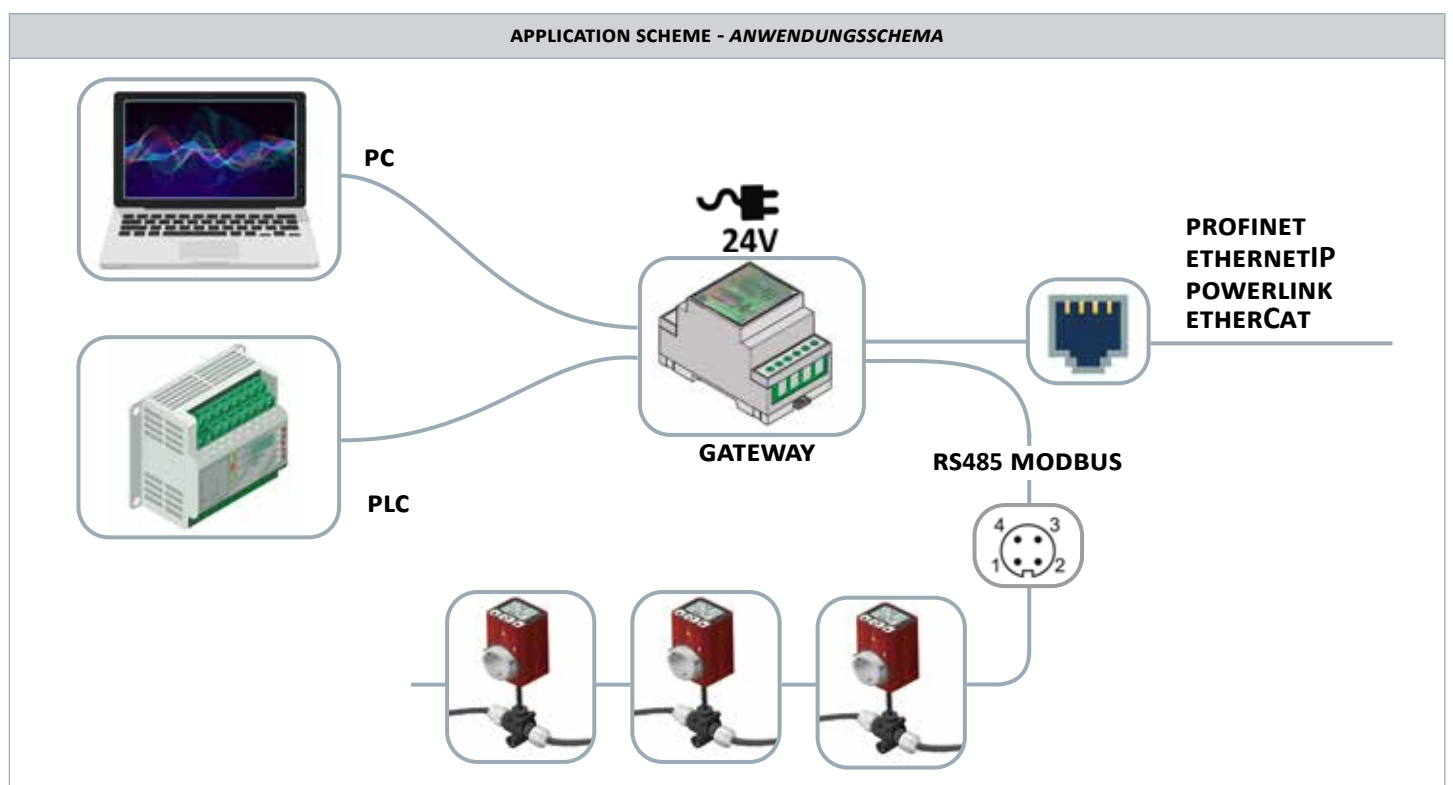 APPLICATION SCHEME - ANWENDUNGSSCHEMA
PC
24V
PROFINET
ETHERNETIP
POWERLINK
ETHERCAT
GATEWAY
RS485 MODBUS
PLC
4 3
1 2